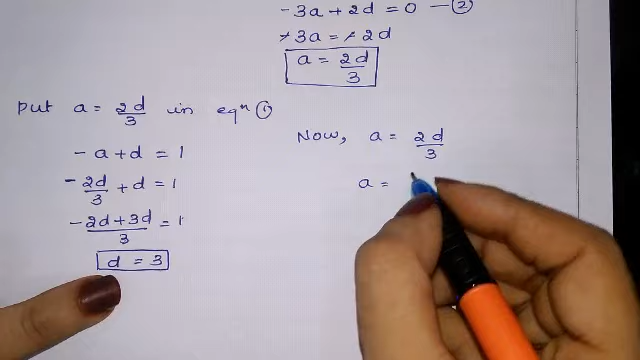 -3a + 2d = 0 — ②
-3a = -2d
a = 2d/3
Put a = 2d/3 in eqⁿ ①
-a + d = 1
-2d/3 + d = 1
-2d + 3d/3 = 1
d = 3
Now, a = 2d/3
a =